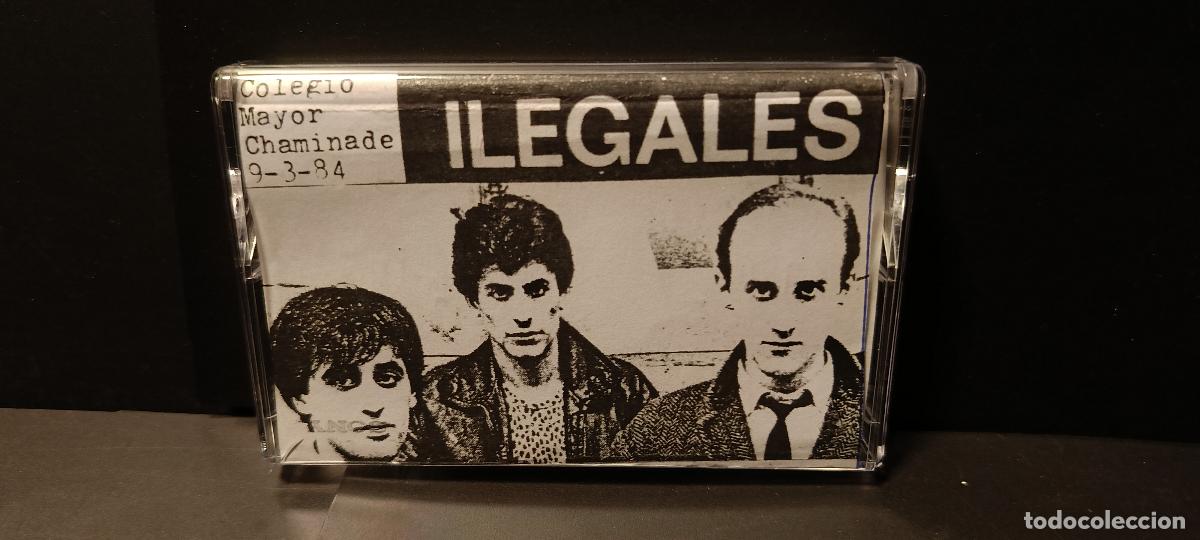 Colegio
Mayor
Chaminade
9-3-84
ILEGALES
todocoleccion